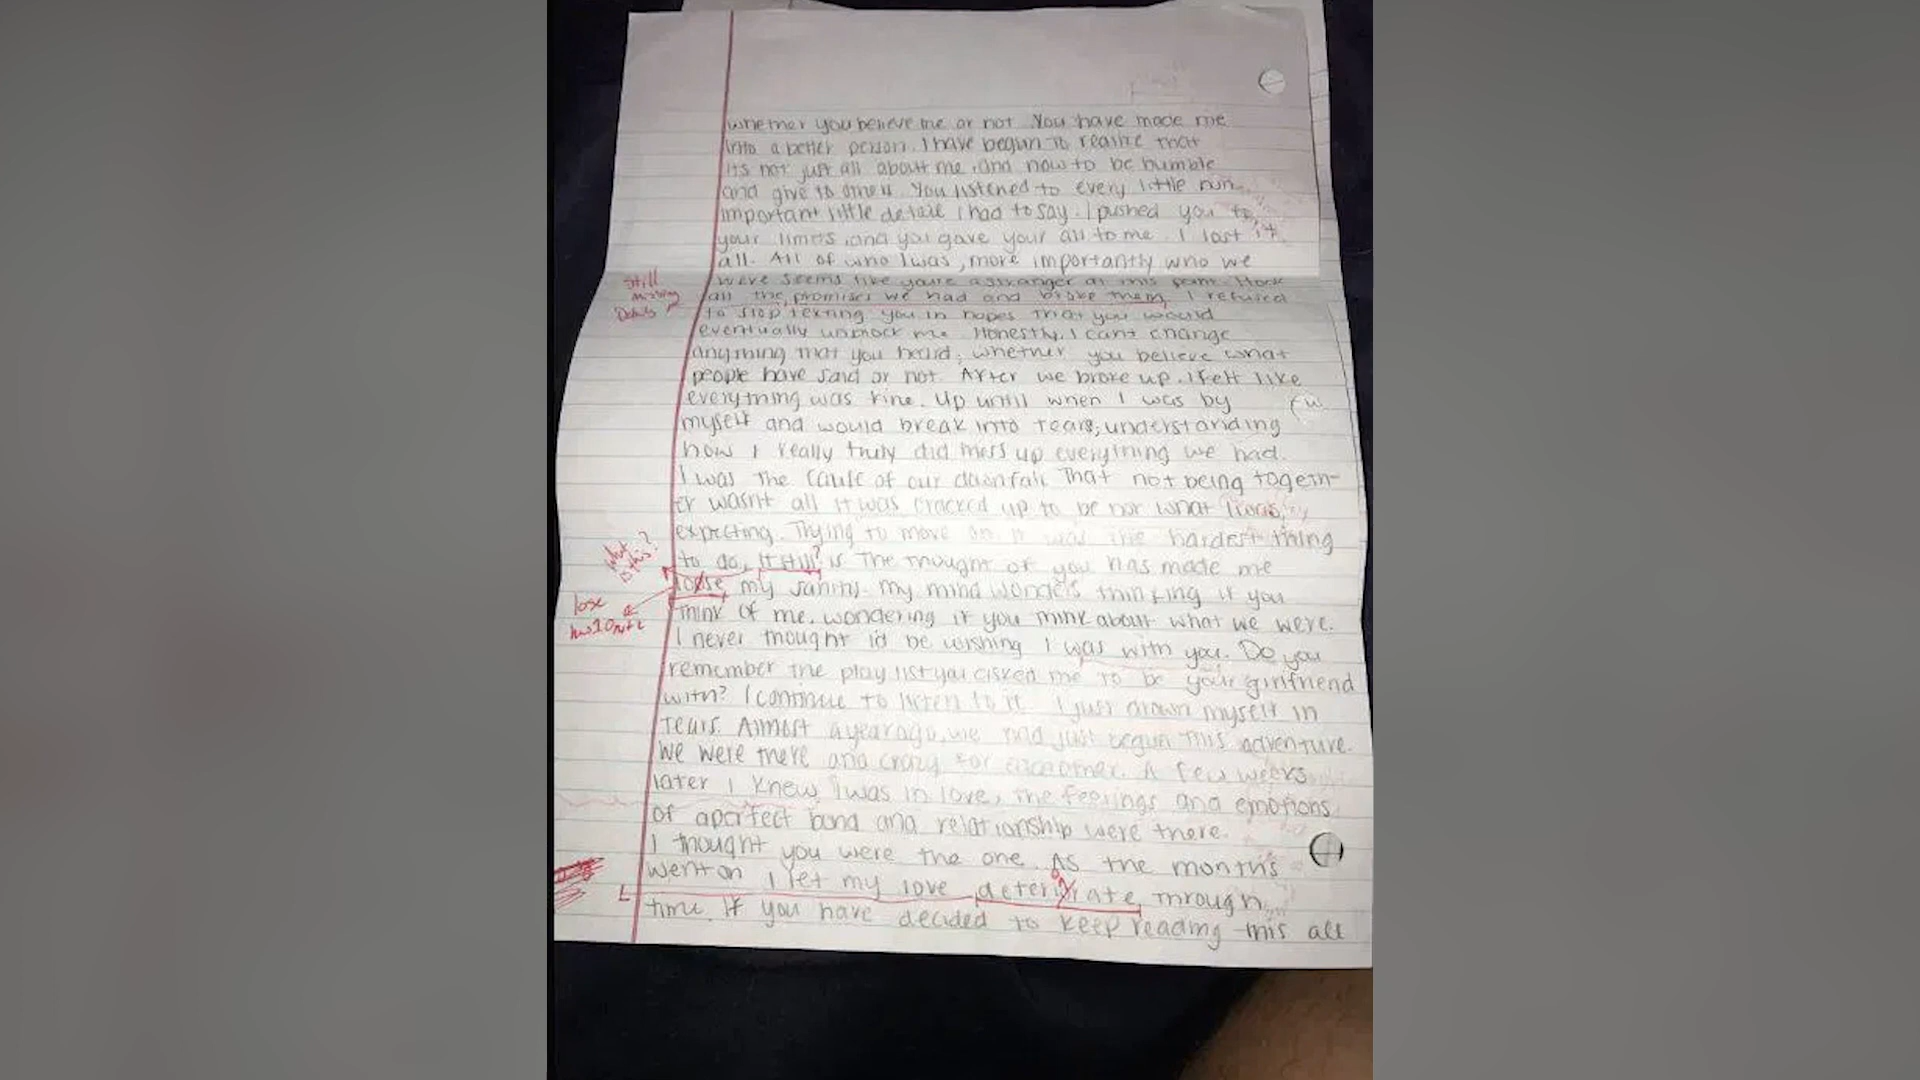 whether you believe me or not. You have made me
into a better person. I have begun to realize that
it's not just all about me, and how to be humble
and give to others. You listened to every little
important little detail I had to say. I pushed you to
your limits, and you gave your all to me. I lost it
all. All of who I was, more importantly who we
were seems like you're a stranger at this point.
all the promises we had and broke them, I refused
to stop texting you in hopes that you would
eventually unblock me. Honestly, I can't change
anything that you heard, whether you believe what
people have said or not. After we broke up, I felt like
everything was fine. Up until when I was by
myself and would break into tears, understanding
how I really truly did mess up everything we had.
I was the cause of our downfall. That not being togeth-
er wasn't all it was cracked up to be nor what I was
expecting. Trying to move on it was the hardest thing
to do, it still is. The thought of you has made me
loose my sanity. My mind wonders thinking if you
think of me, wondering if you think about what we were.
I never thought id be wishing I was with you. Do you
remember the playlist you asked me to be your girlfriend
with? I continue to listen to it. I just drown myself in
tears. Almost a year ago, we had just begun this adventure.
We were there and crazy for eachother. A few weeks
later I knew I was in love, the feelings and emotions
of a perfect bond and relationship were there.
I thought you were the one. As the months
went on I let my love deteriorate through
time. If you have decided to keep reading this all
Still
missing
Details
what
is this?
?
lose
has 1 O not 2
o